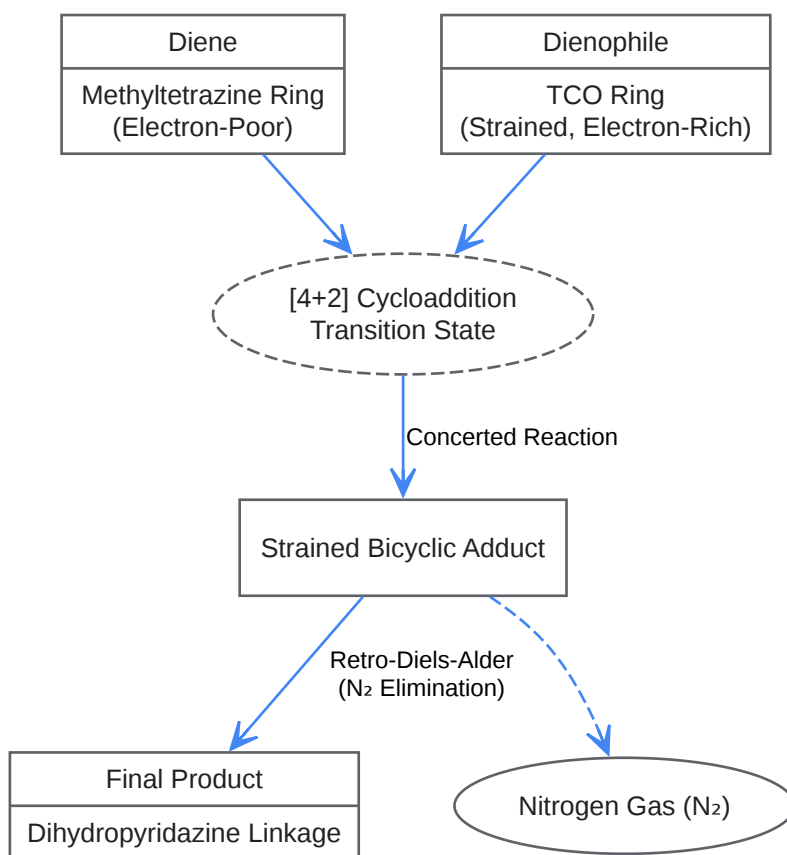 Diene
Methyltetrazine Ring
(Electron-Poor)
Dienophile
TCO Ring
(Strained, Electron-Rich)
[4+2] Cycloaddition
Transition State
Concerted Reaction
Strained Bicyclic Adduct
Retro-Diels-Alder
(N₂ Elimination)
Final Product
Dihydropyridazine Linkage
Nitrogen Gas (N₂)